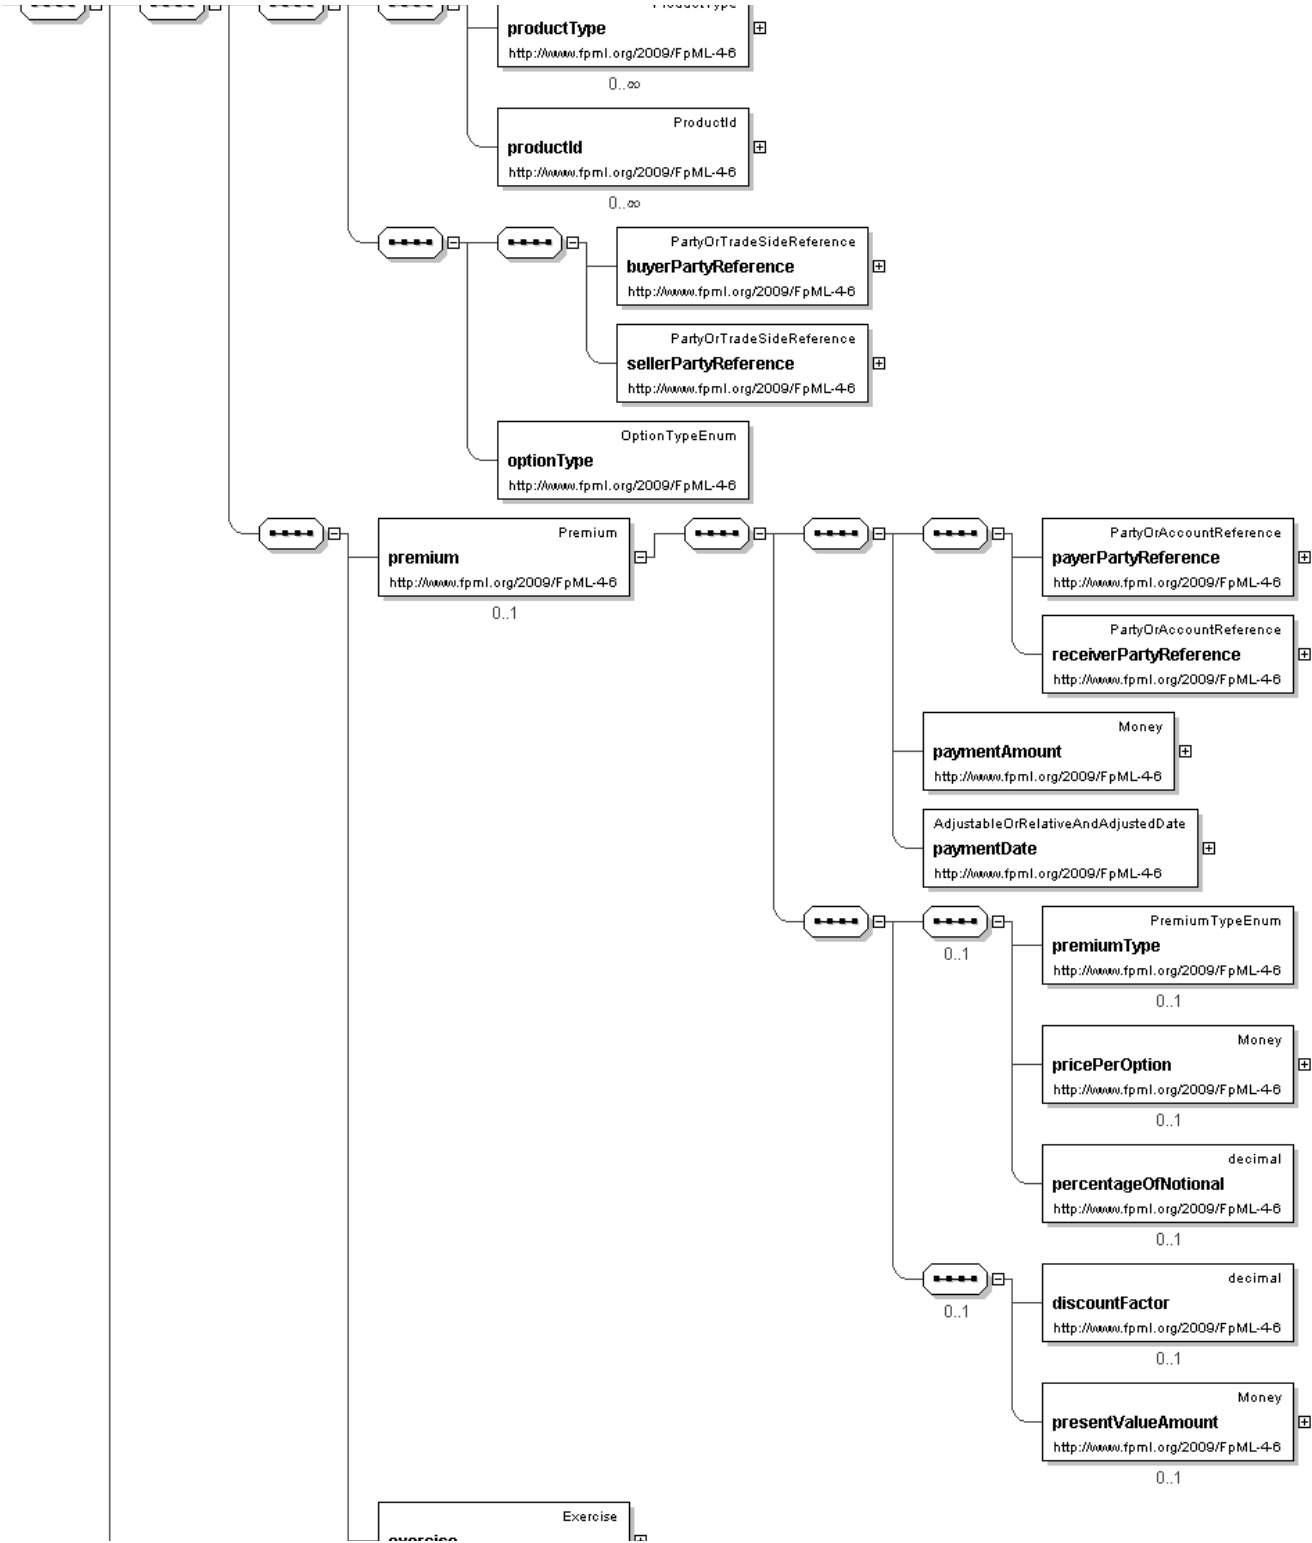 ProductType
productType
http://www.fpml.org/2009/FpML-4-6
0..∞
ProductId
productId
http://www.fpml.org/2009/FpML-4-6
0..∞
PartyOrTradeSideReference
buyerPartyReference
http://www.fpml.org/2009/FpML-4-6
PartyOrTradeSideReference
sellerPartyReference
http://www.fpml.org/2009/FpML-4-6
OptionTypeEnum
optionType
http://www.fpml.org/2009/FpML-4-6
Premium
premium
http://www.fpml.org/2009/FpML-4-6
0..1
PartyOrAccountReference
payerPartyReference
http://www.fpml.org/2009/FpML-4-6
PartyOrAccountReference
receiverPartyReference
http://www.fpml.org/2009/FpML-4-6
Money
paymentAmount
http://www.fpml.org/2009/FpML-4-6
AdjustableOrRelativeAndAdjustedDate
paymentDate
http://www.fpml.org/2009/FpML-4-6
0..1
PremiumTypeEnum
premiumType
http://www.fpml.org/2009/FpML-4-6
0..1
Money
pricePerOption
http://www.fpml.org/2009/FpML-4-6
0..1
decimal
percentageOfNotional
http://www.fpml.org/2009/FpML-4-6
0..1
0..1
decimal
discountFactor
http://www.fpml.org/2009/FpML-4-6
0..1
Money
presentValueAmount
http://www.fpml.org/2009/FpML-4-6
0..1
Exercise
exercise